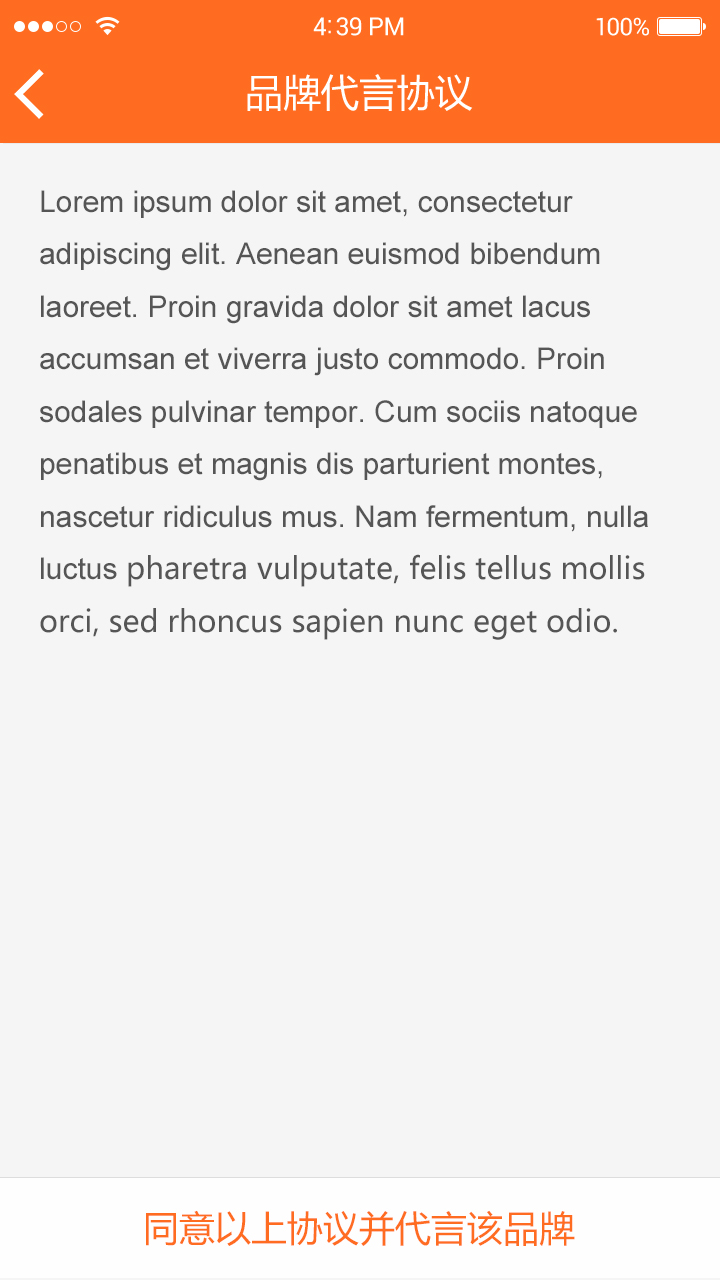 4:39 PM 100%
品牌代言协议
Lorem ipsum dolor sit amet, consectetur
adipiscing elit. Aenean euismod bibendum
laoreet. Proin gravida dolor sit amet lacus
accumsan et viverra justo commodo. Proin
sodales pulvinar tempor. Cum sociis natoque
penatibus et magnis dis parturient montes,
nascetur ridiculus mus. Nam fermentum, nulla
luctus pharetra vulputate, felis tellus mollis
orci, sed rhoncus sapien nunc eget odio.
同意以上协议并代言该品牌